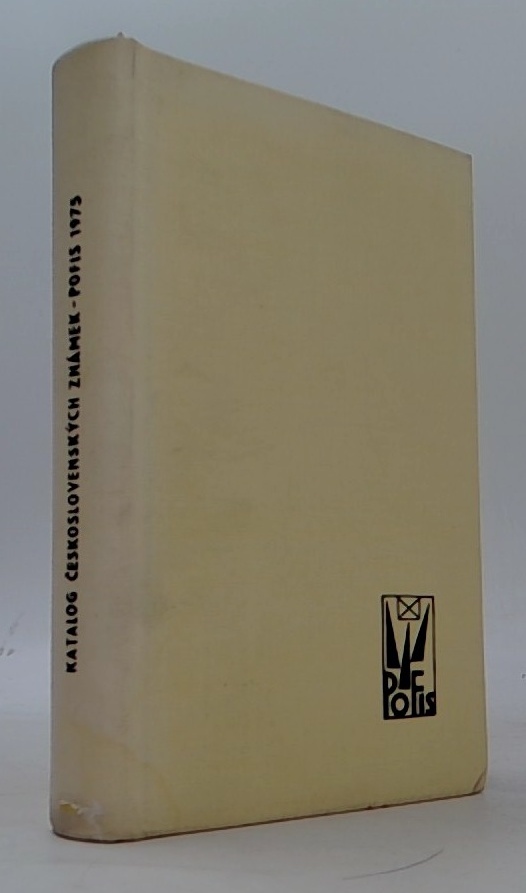 KATALOG ČESKOSLOVENSKÝCH ZNÁMEK - POFIS 1975
POFIS